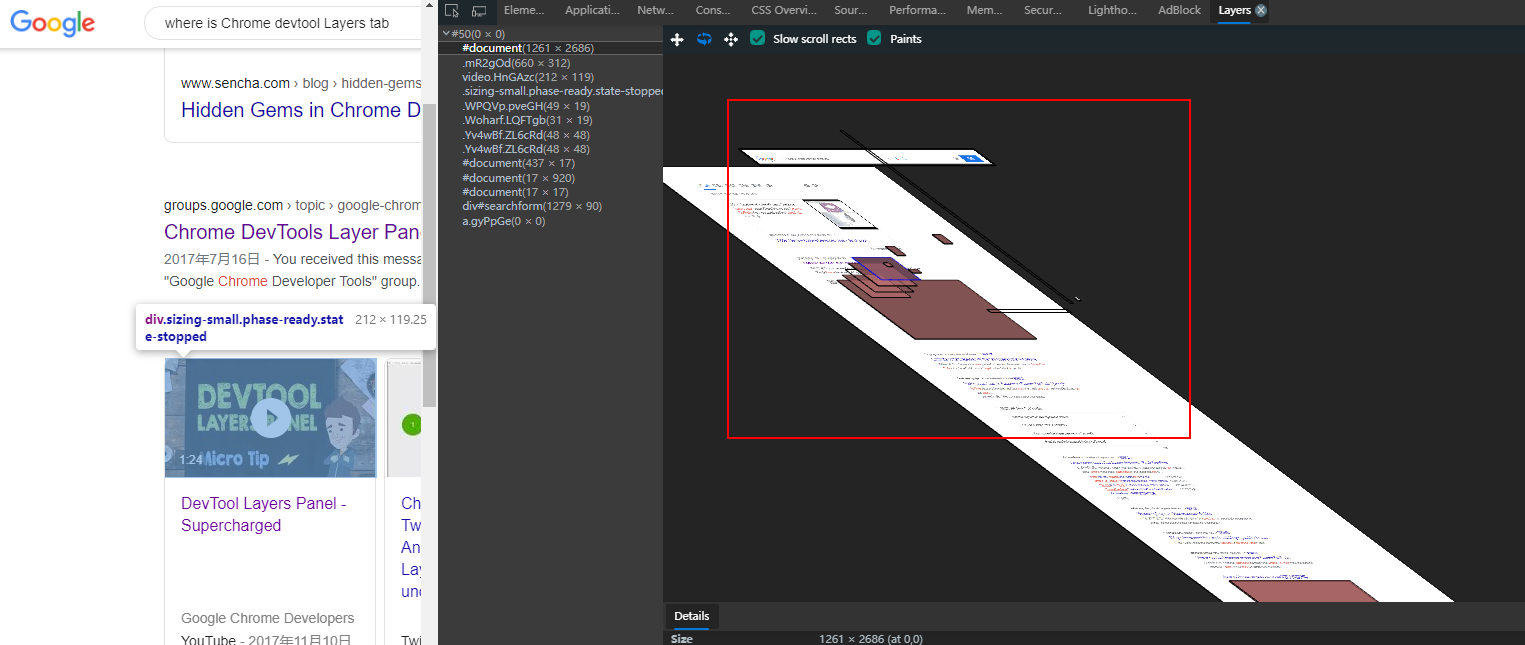 Google
where is Chrome devtool Layers tab
www.sencha.com › blog › hidden-gems
Hidden Gems in Chrome D
groups.google.com › topic › google-chrom
Chrome DevTools Layer Pan
2017年7月16日 - You received this messa
"Google Chrome Developer Tools" group.
div.sizing-small.phase-ready.stat
e-stopped
212 × 119.25
DEVTOOL
LAYERS PANEL
Micro Tip
1:24
1
DevTool Layers Panel -
Supercharged
Google Chrome Developers
YouTube - 2017年11月10日
Ch
Tw
An
Lay
und
Twi
Eleme... Applicati... Netw... Cons... CSS Overvi... Sour... Performa... Mem... Secur... Lightho... AdBlock Layers
#50(0 × 0)
#document(1261 × 2686)
.mR2gOd(660 × 312)
video.HnGAzc(212 × 119)
.sizing-small.phase-ready.state-stopped
.WPQVp.pveGH(49 × 19)
.Woharf.LQFTgb(31 × 19)
.Yv4wBf.ZL6cRd(48 × 48)
.Yv4wBf.ZL6cRd(48 × 48)
#document(437 × 17)
#document(17 × 920)
#document(17 × 17)
div#searchform(1279 × 90)
a.gyPpGe(0 × 0)
Slow scroll rects Paints
Details
Size 1261 × 2686 (at 0,0)